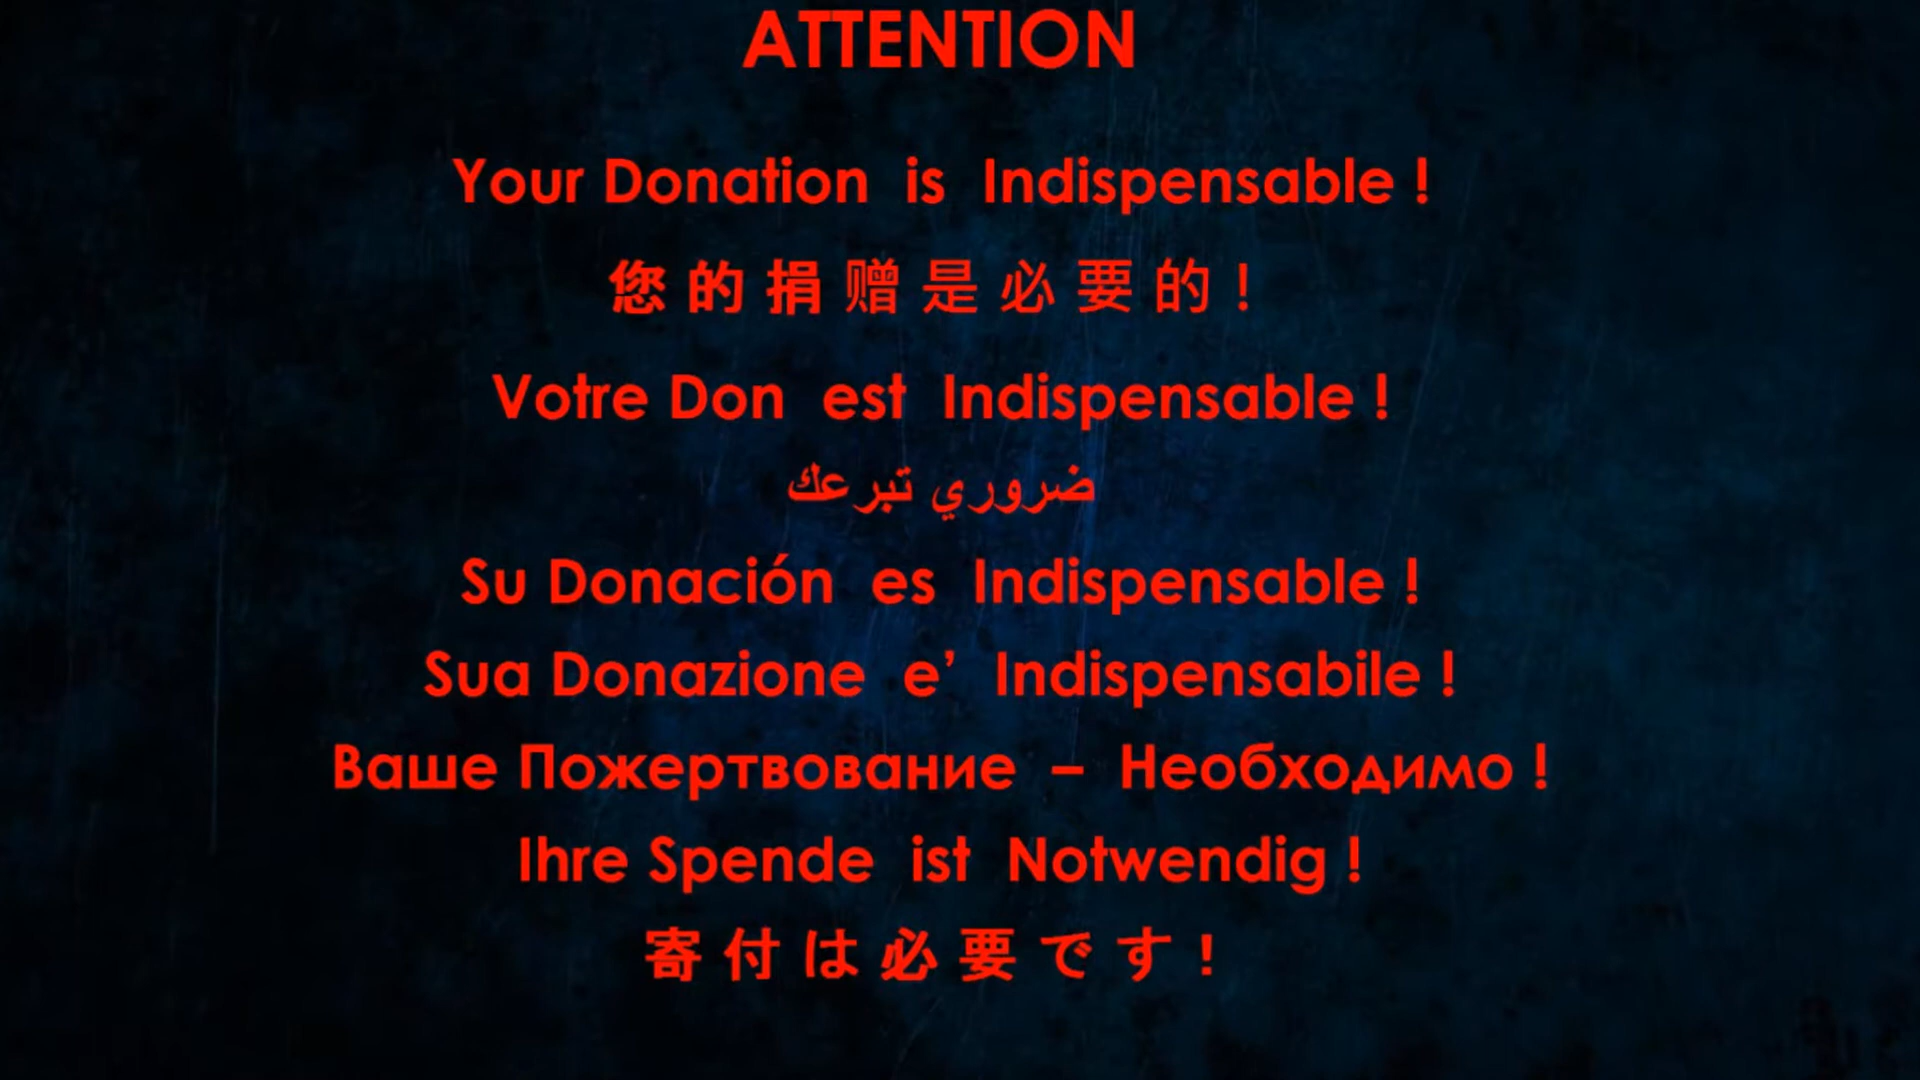 ATTENTION
Your Donation is Indispensable !
您的捐赠是必要的!
Votre Don est Indispensable !
ضروري تبرعك
Su Donación es Indispensable !
Sua Donazione e’ Indispensabile !
Ваше Пожертвование – Необходимо !
Ihre Spende ist Notwendig !
寄付は必要です!